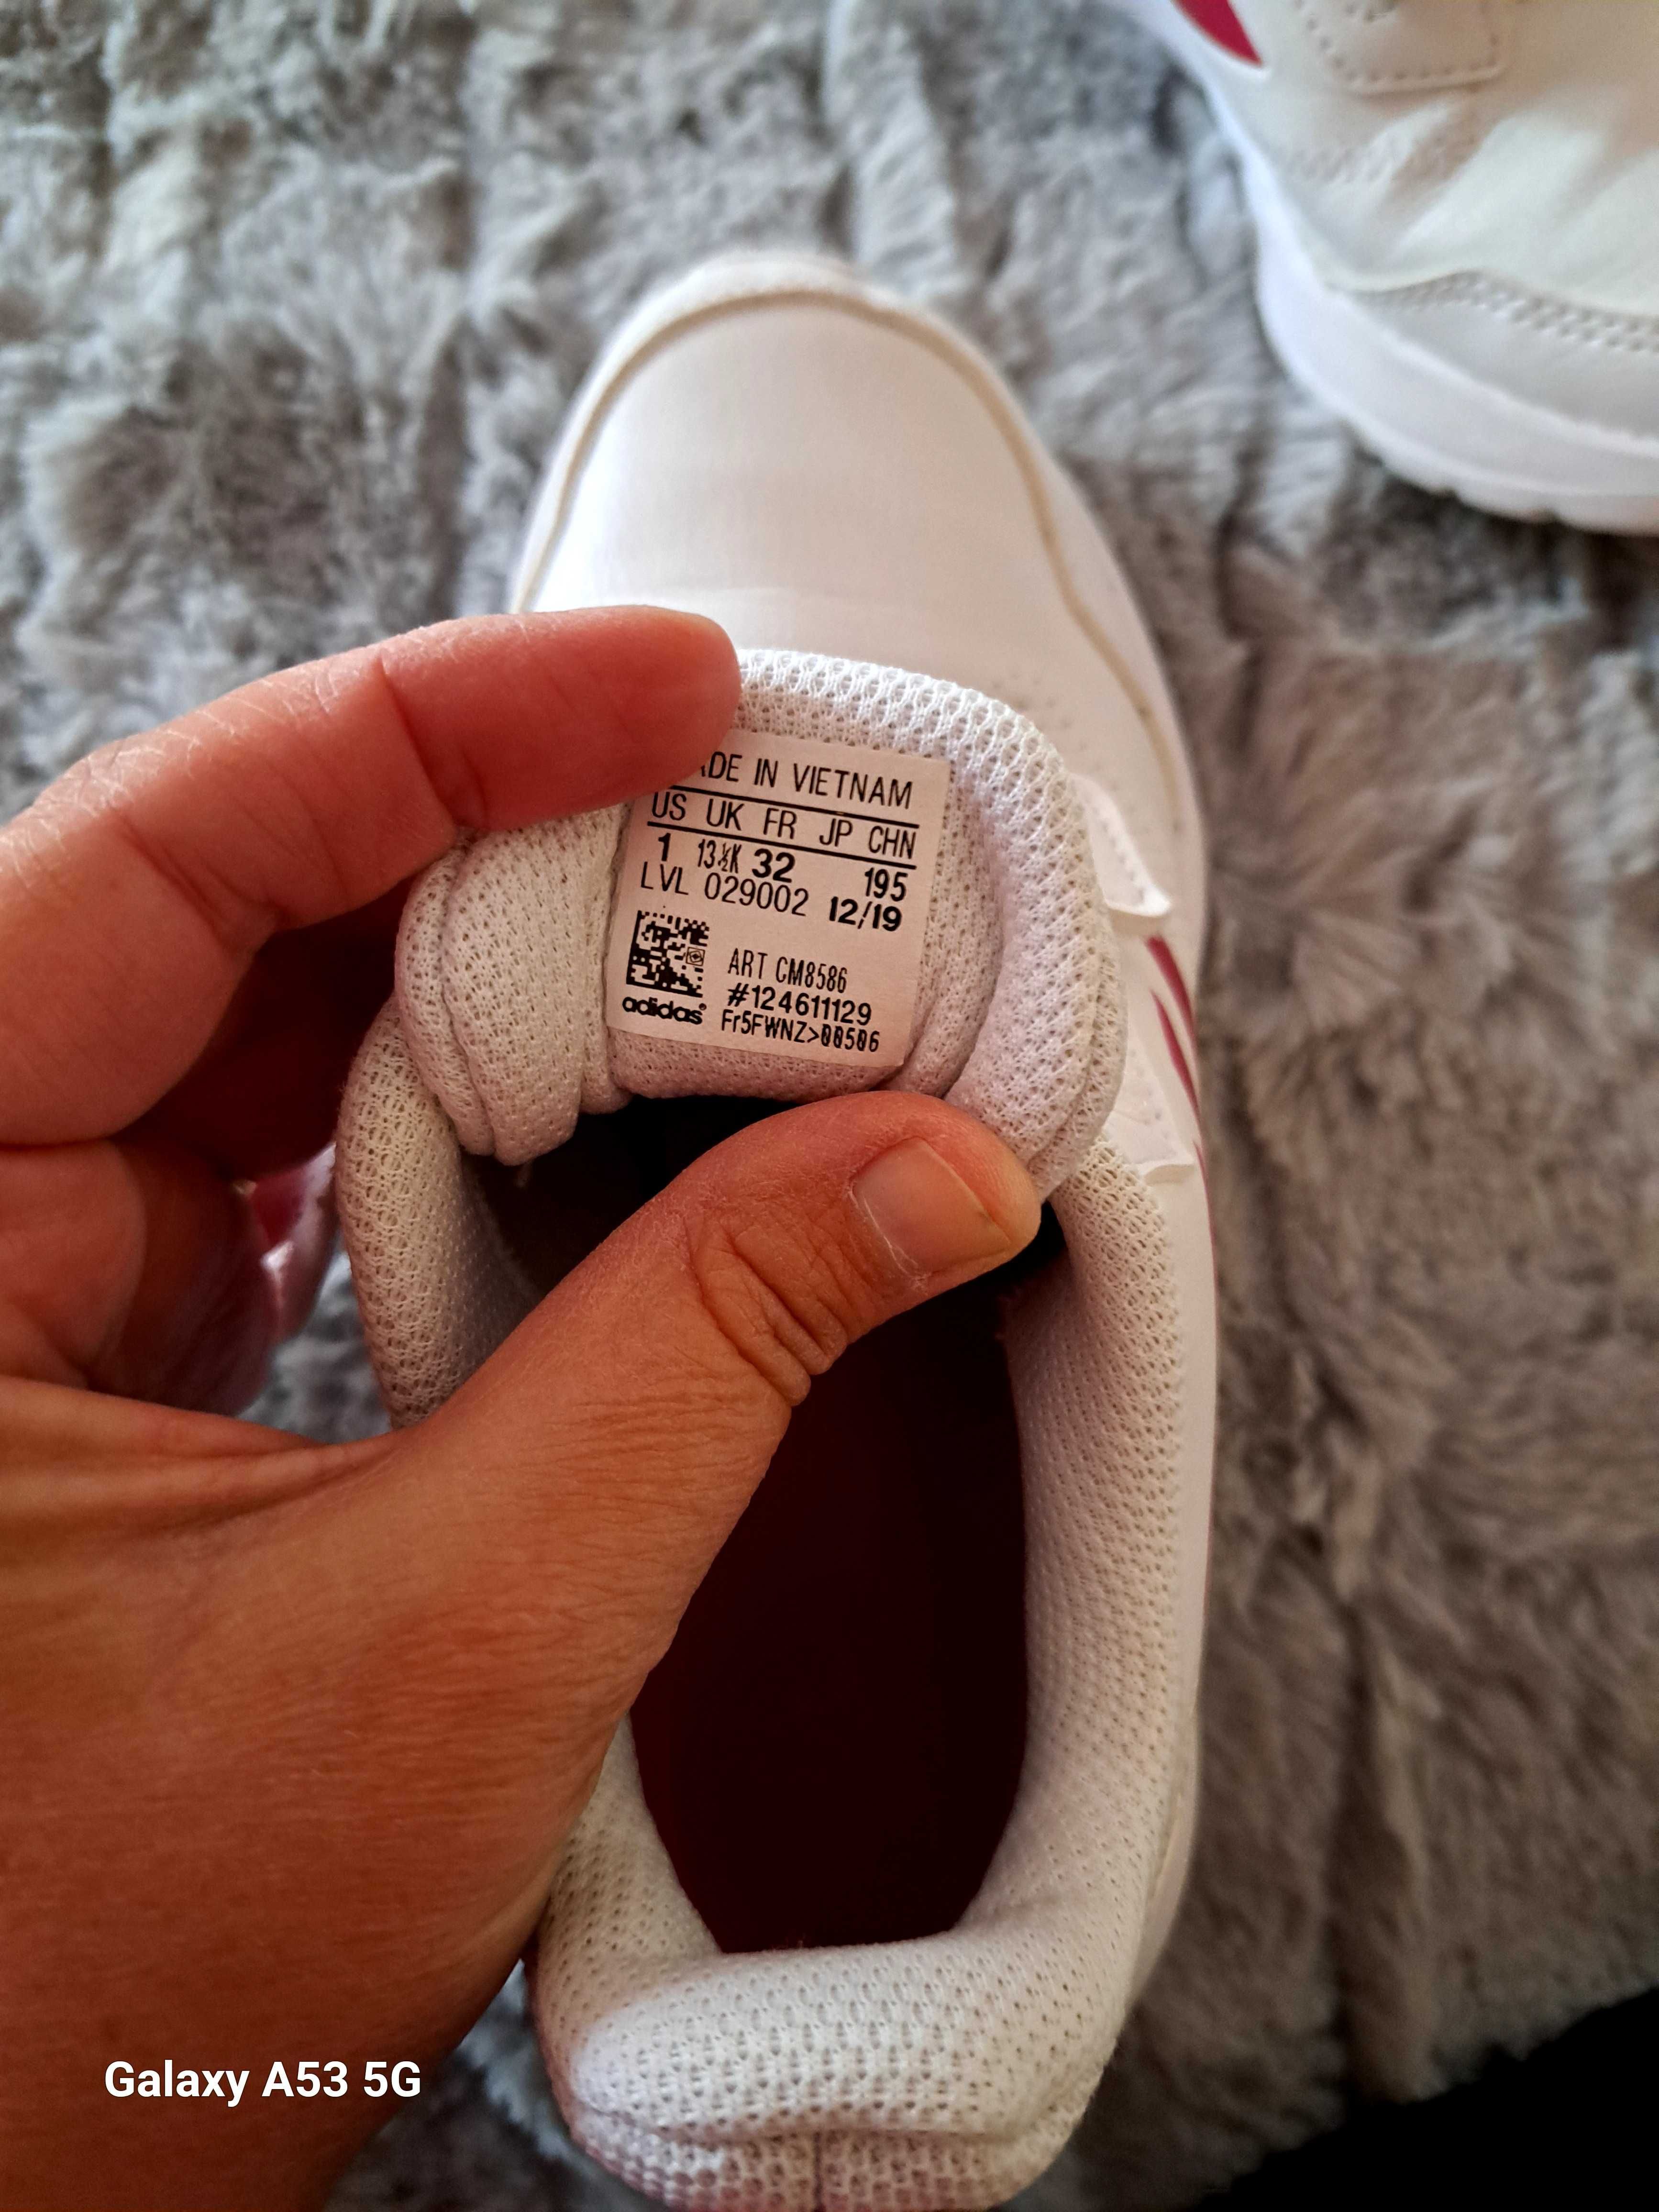 ADE IN VIETNAM
US UK FR JP CHN
1 13½K 32 195
LVL 029002 12/19
ART CM8586
#124611129
adidas®
Fr5FWNZ>00506
Galaxy A53 5G